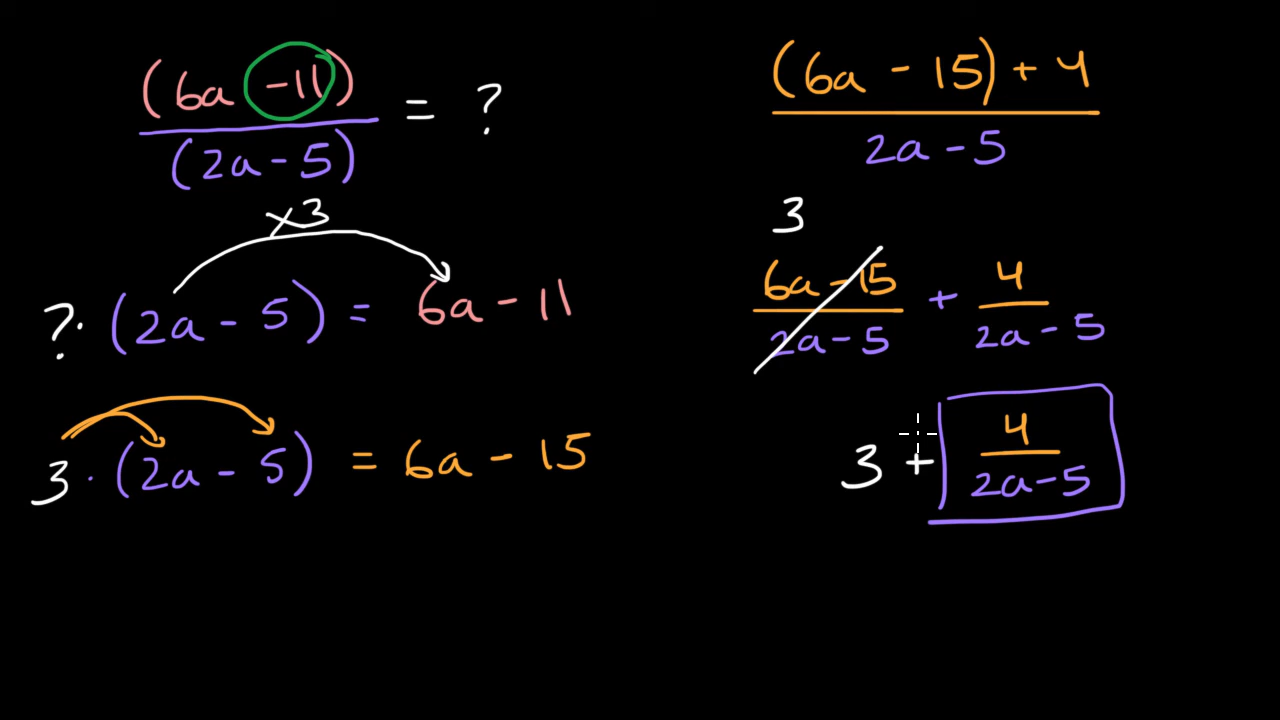 (6a -11)
(2a - 5)
= ?
×3
? · (2a - 5) = 6a - 11
3 · (2a - 5) = 6a - 15
(6a - 15) + 4
2a - 5
3
6a - 15
2a - 5
+
4
2a - 5
3 +
4
2a - 5